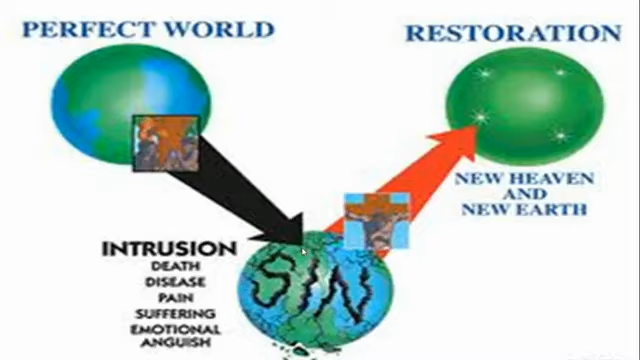 PERFECT WORLD
RESTORATION
NEW HEAVEN
AND
NEW EARTH
INTRUSION
DEATH
DISEASE
PAIN
SUFFERING
EMOTIONAL
ANGUISH
SIN